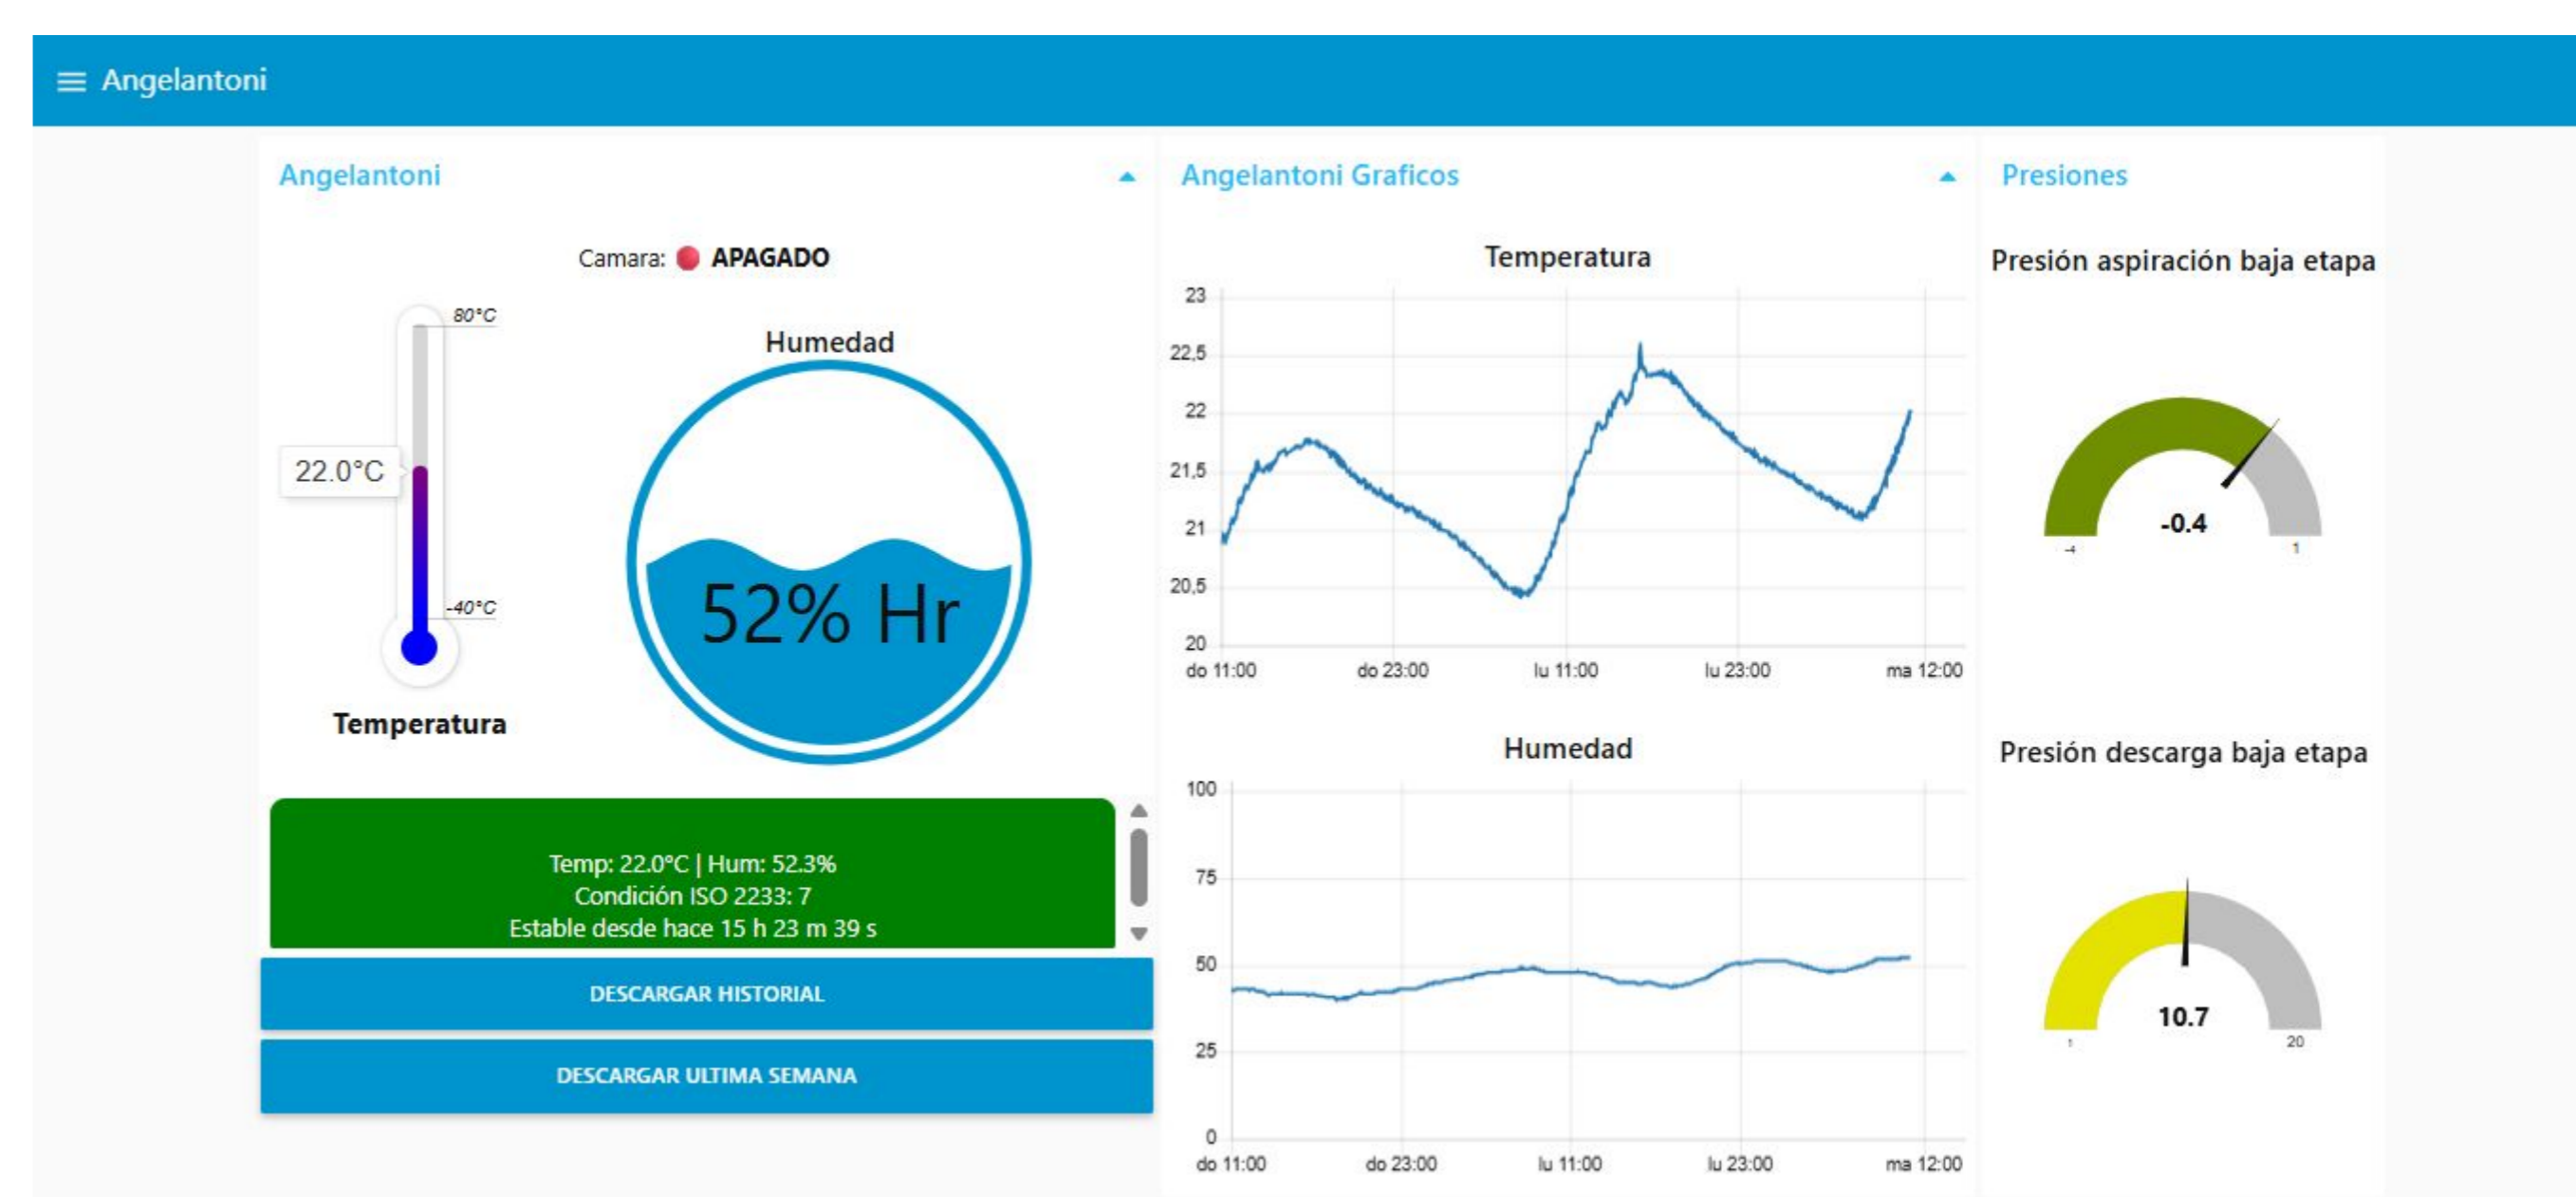 Angelantoni
Angelantoni
Camara: APAGADO
80°C
22.0°C
-40°C
Temperatura
Humedad
52% Hr
Temp: 22.0°C | Hum: 52.3%
Condición ISO 2233: 7
Estable desde hace 15 h 23 m 39 s
DESCARGAR HISTORIAL
DESCARGAR ULTIMA SEMANA
Angelantoni Graficos
Temperatura
23
22,5
22
21,5
21
20,5
20
do 11:00 do 23:00 lu 11:00 lu 23:00 ma 12:00
Humedad
100
75
50
25
0
do 11:00 do 23:00 lu 11:00 lu 23:00 ma 12:00
Presiones
Presión aspiración baja etapa
-0.4
-4 1
Presión descarga baja etapa
10.7
1 20